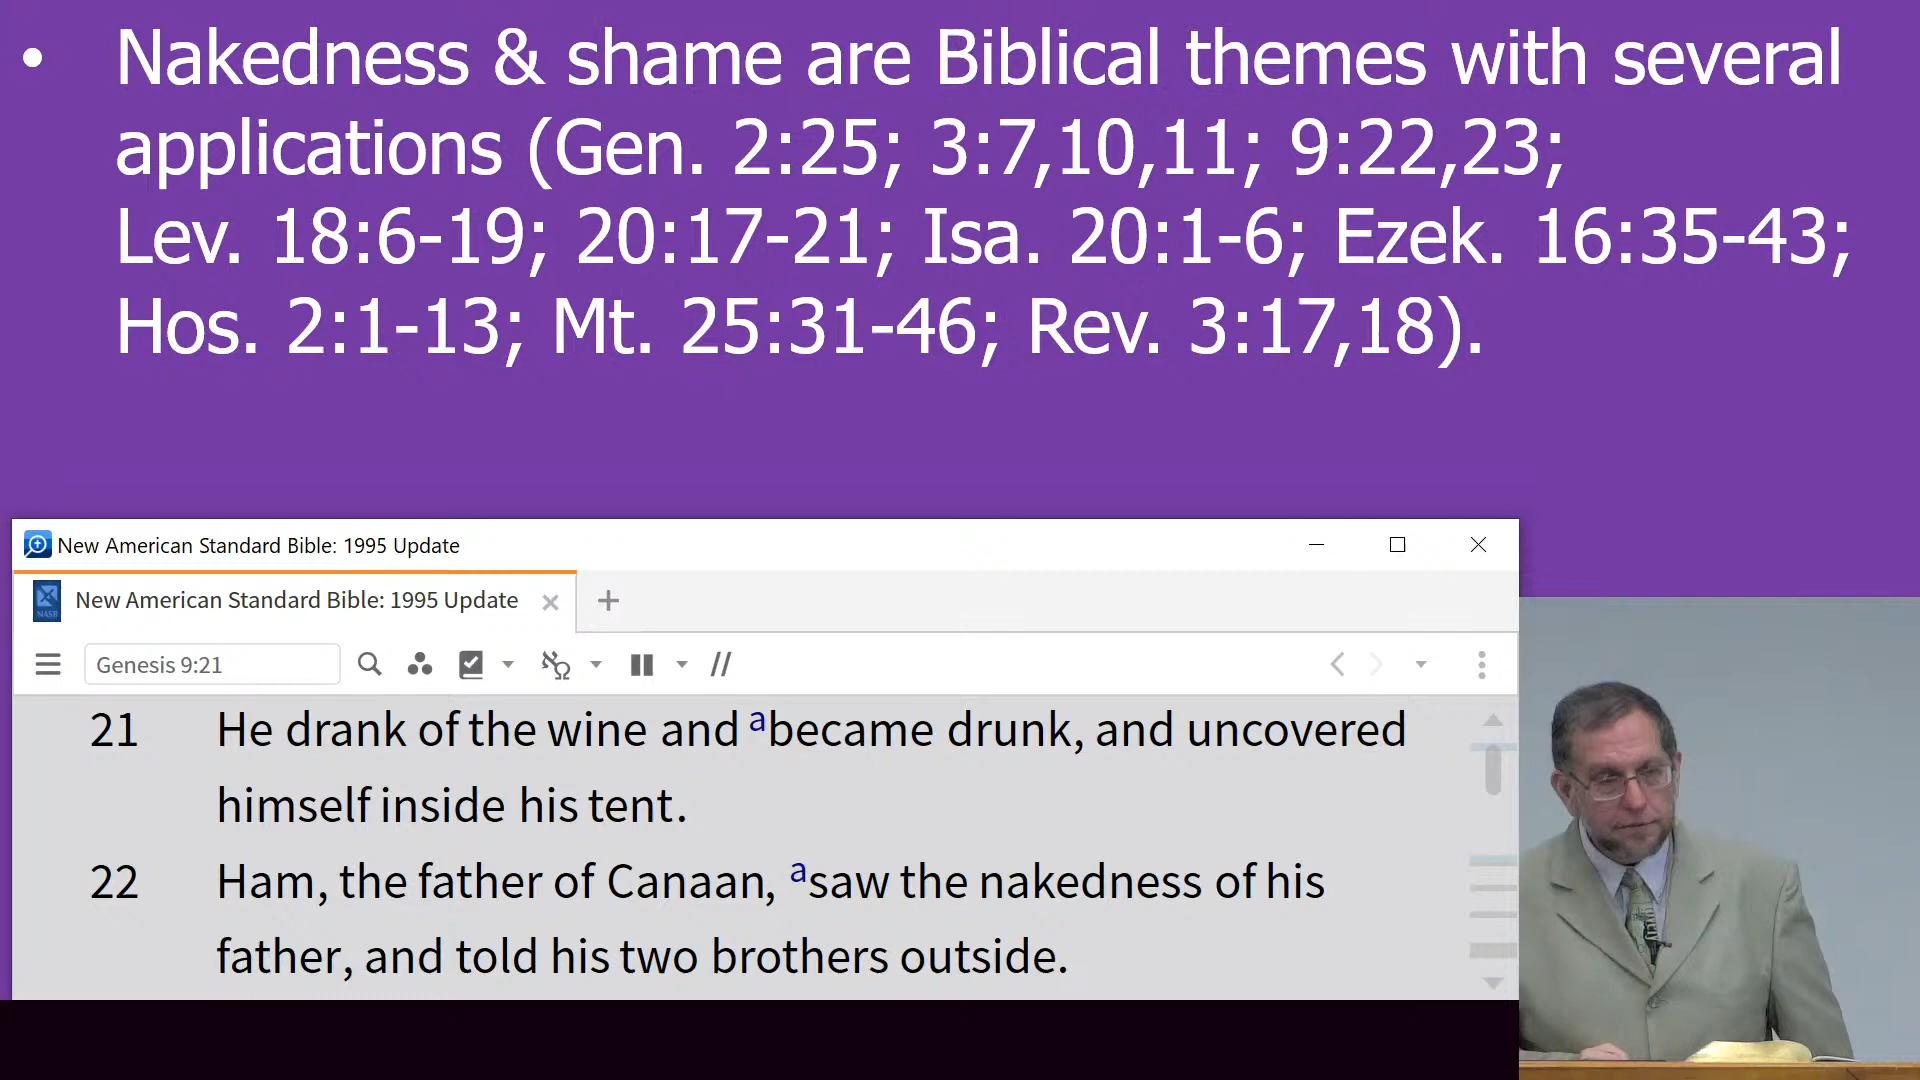 • Nakedness & shame are Biblical themes with several
applications (Gen. 2:25; 3:7,10,11; 9:22,23;
Lev. 18:6-19; 20:17-21; Isa. 20:1-6; Ezek. 16:35-43;
Hos. 2:1-13; Mt. 25:31-46; Rev. 3:17,18).
New American Standard Bible: 1995 Update
NASB
New American Standard Bible: 1995 Update
Genesis 9:21
21 He drank of the wine and a became drunk, and uncovered
himself inside his tent.
22 Ham, the father of Canaan, a saw the nakedness of his
father, and told his two brothers outside.